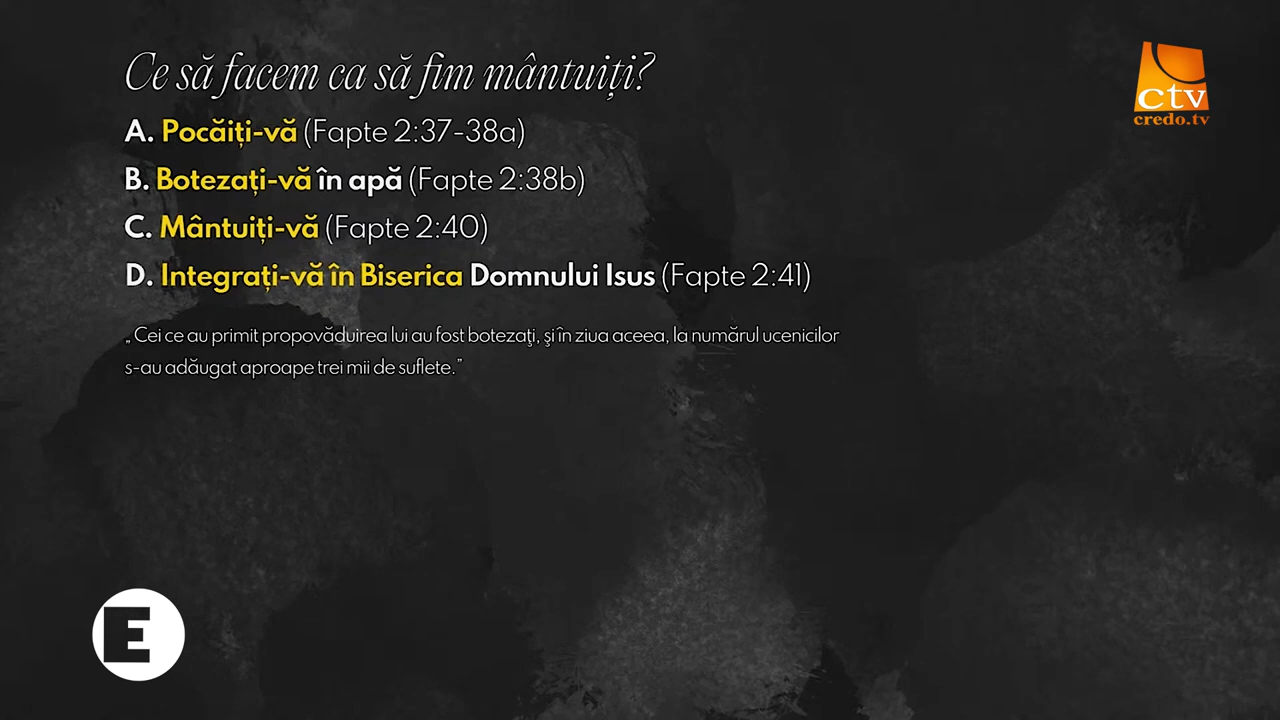 Ce să facem ca să fim mântuiți?
A. Pocăiți-vă (Fapte 2:37-38a)
B. Botezați-vă în apă (Fapte 2:38b)
C. Mântuiți-vă (Fapte 2:40)
D. Integrați-vă în Biserica Domnului Isus (Fapte 2:41)
„ Cei ce au primit propovăduirea lui au fost botezaţi, şi în ziua aceea, la numărul ucenicilor
s-au adăugat aproape trei mii de suflete.”
ctv
credo.tv
E